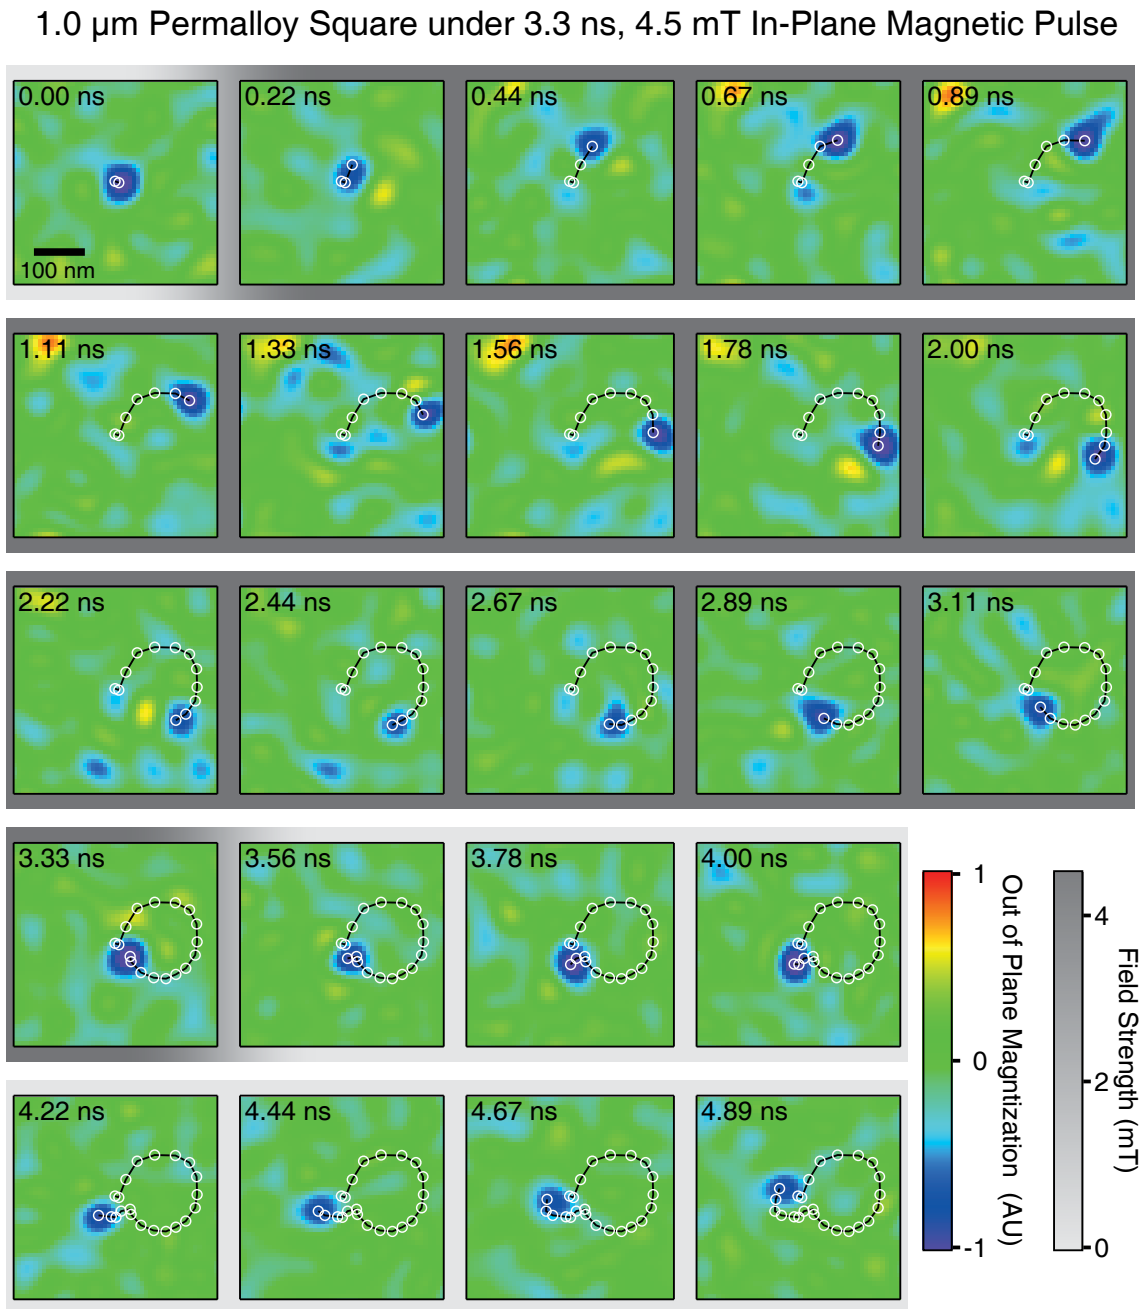 1.0 µm Permalloy Square under 3.3 ns, 4.5 mT In-Plane Magnetic Pulse
0.00 ns
0.22 ns
0.44 ns
0.67 ns
0.89 ns
100 nm
1.11 ns
1.33 ns
1.56 ns
1.78 ns
2.00 ns
2.22 ns
2.44 ns
2.67 ns
2.89 ns
3.11 ns
3.33 ns
3.56 ns
3.78 ns
4.00 ns
4.22 ns
4.44 ns
4.67 ns
4.89 ns
1
0
-1
Out of Plane Magntization (AU)
4
2
0
Field Strength (mT)